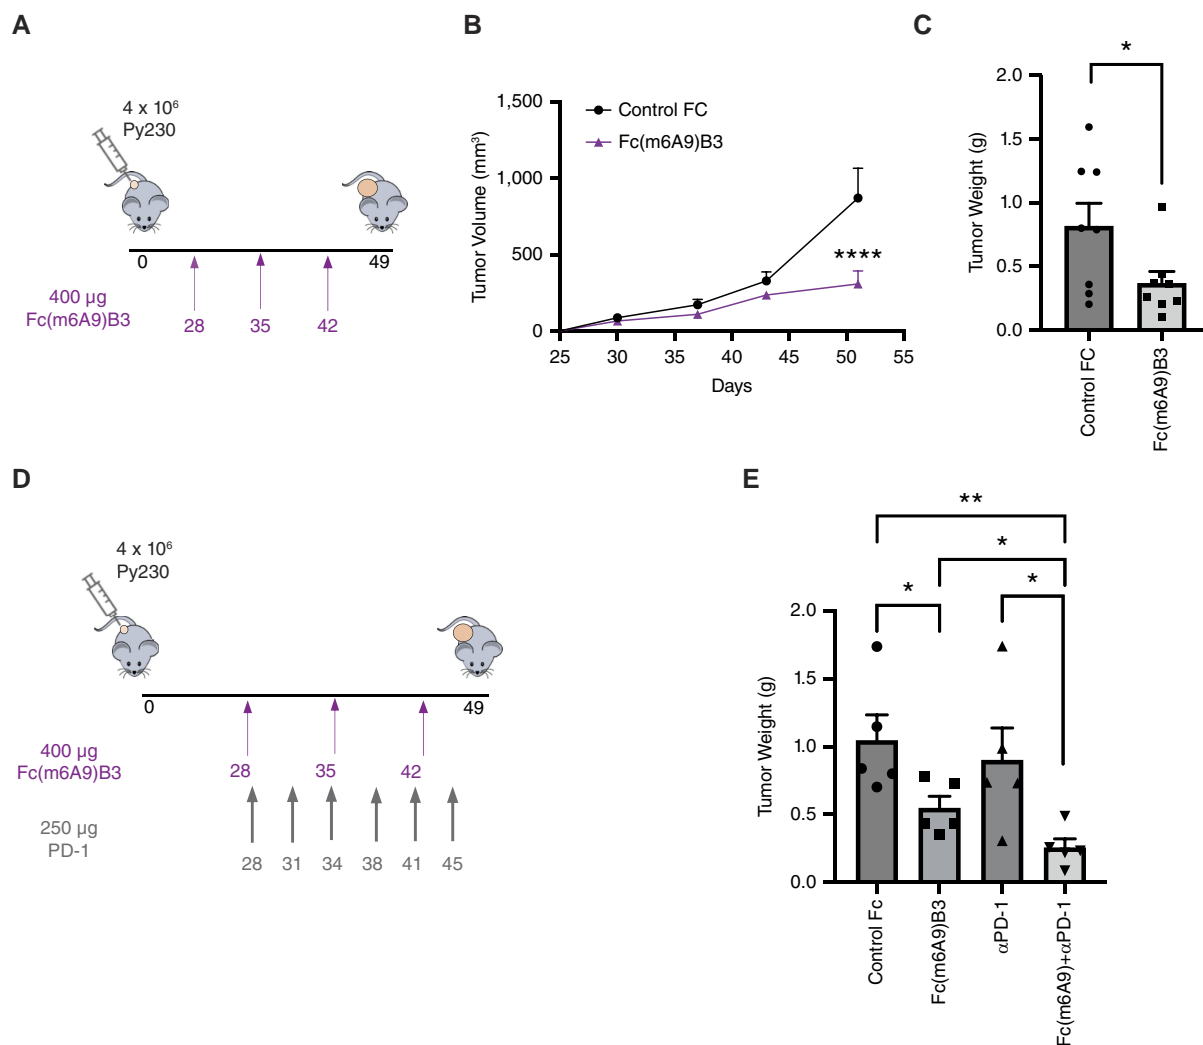 A
4 x 10⁶
Py230
0
49
400 µg
Fc(m6A9)B3
28
35
42
B
1,500
1,000
500
0
Tumor Volume (mm³)
Control FC
Fc(m6A9)B3
****
25
30
35
40
45
50
55
Days
C
*
2.0
1.5
1.0
0.5
0.0
Tumor Weight (g)
Control FC
Fc(m6A9)B3
D
4 x 10⁶
Py230
0
49
400 µg
Fc(m6A9)B3
28
35
42
250 µg
PD-1
28
31
34
38
41
45
E
**
*
*
*
2.0
1.5
1.0
0.5
0.0
Tumor Weight (g)
Control Fc
Fc(m6A9)B3
αPD-1
Fc(m6A9)+αPD-1